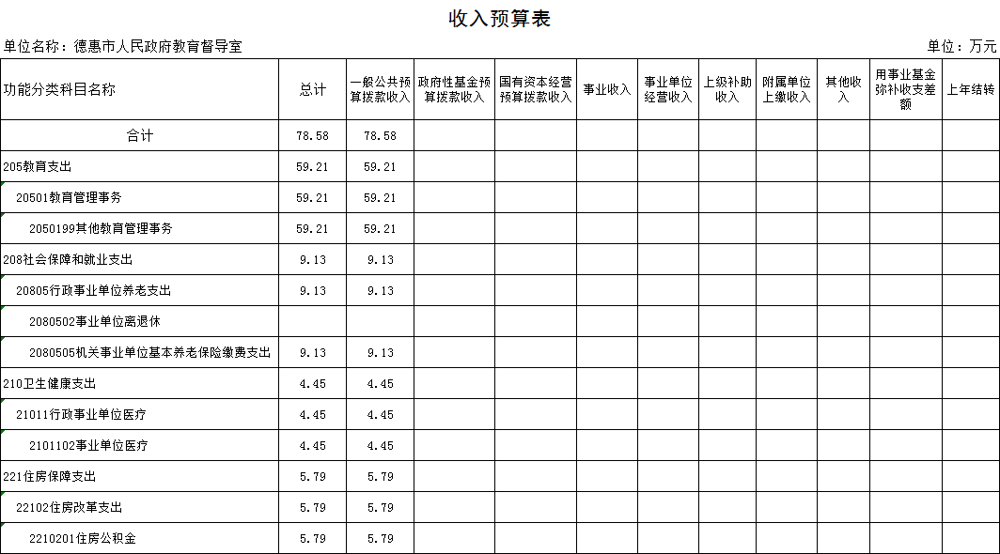 收入预算表
单位名称：德惠市人民政府教育督导室 单位：万元
功能分类科目名称 总计 一般公共预算拨款收入 政府性基金预算拨款收入 国有资本经营预算拨款收入 事业收入 事业单位经营收入 上级补助收入 附属单位上缴收入 其他收入 用事业基金弥补收支差额 上年结转
合计 78.58 78.58
205教育支出 59.21 59.21
20501教育管理事务 59.21 59.21
2050199其他教育管理事务 59.21 59.21
208社会保障和就业支出 9.13 9.13
20805行政事业单位养老支出 9.13 9.13
2080502事业单位离退休
2080505机关事业单位基本养老保险缴费支出 9.13 9.13
210卫生健康支出 4.45 4.45
21011行政事业单位医疗 4.45 4.45
2101102事业单位医疗 4.45 4.45
221住房保障支出 5.79 5.79
22102住房改革支出 5.79 5.79
2210201住房公积金 5.79 5.79